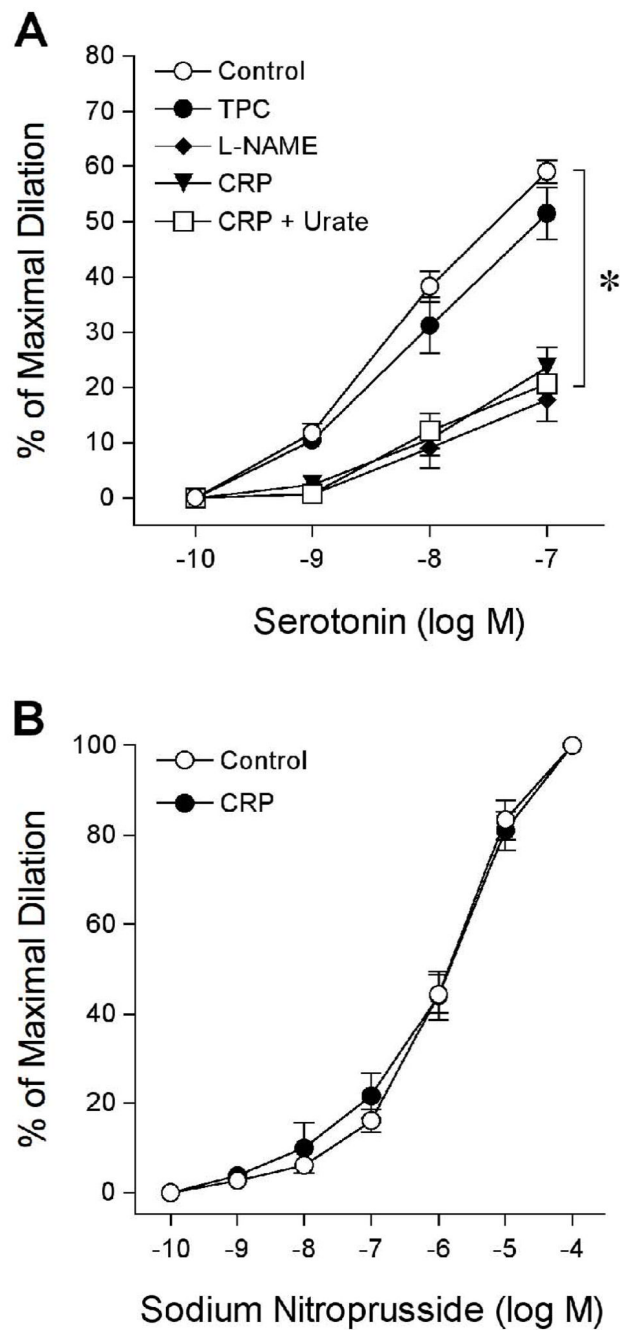 A
80
70
60
50
40
30
20
10
0
% of Maximal Dilation
Control
TPC
L-NAME
CRP
CRP + Urate
*
-10 -9 -8 -7
Serotonin (log M)
B
100
80
60
40
20
0
% of Maximal Dilation
Control
CRP
-10 -9 -8 -7 -6 -5 -4
Sodium Nitroprusside (log M)